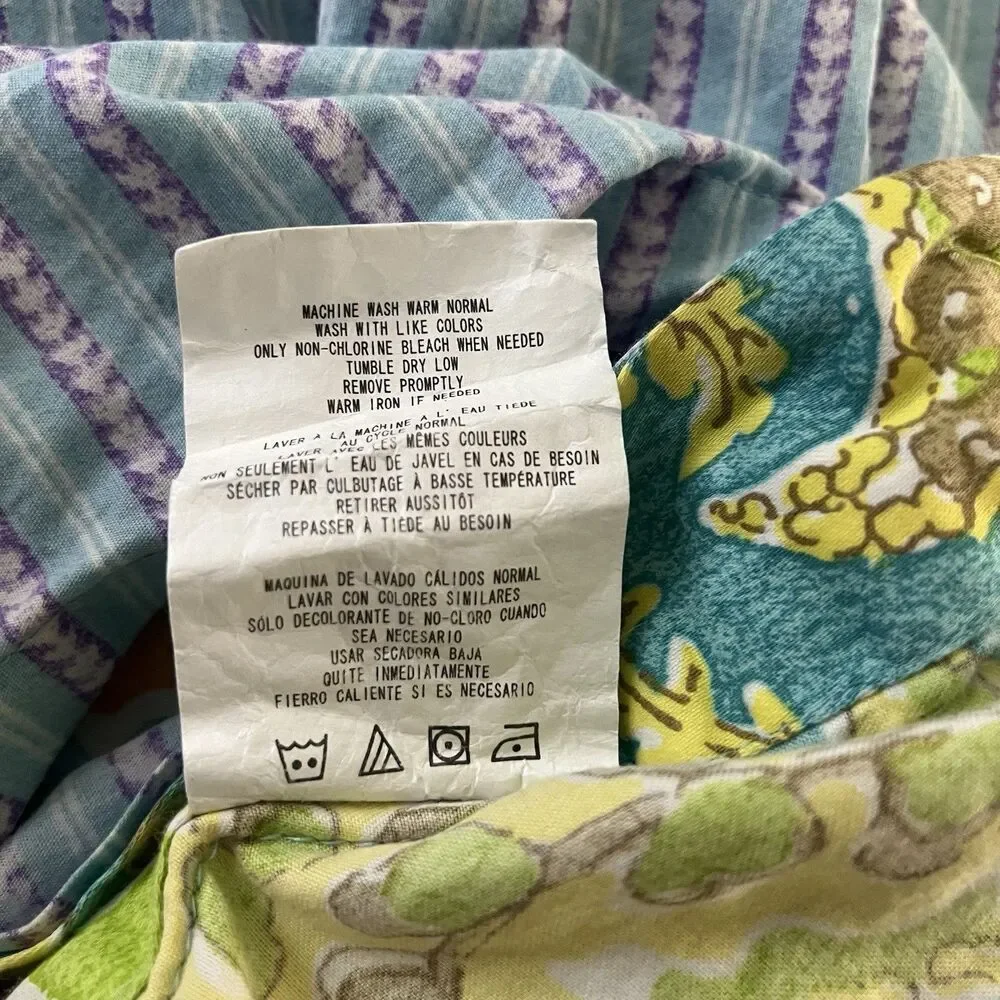 MACHINE WASH WARM NORMAL
WASH WITH LIKE COLORS
ONLY NON-CHLORINE BLEACH WHEN NEEDED
TUMBLE DRY LOW
REMOVE PROMPTLY
WARM IRON IF NEEDED
LAVER A LA MACHINE A L' EAU TIEDE
AU CYCLE NORMAL
LAVER AVEC LES MÊMES COULEURS
NON SEULEMENT L' EAU DE JAVEL EN CAS DE BESOIN
SÉCHER PAR CULBUTAGE À BASSE TEMPÉRATURE
RETIRER AUSSITÔT
REPASSER À TIÈDE AU BESOIN
MAQUINA DE LAVADO CÁLIDOS NORMAL
LAVAR CON COLORES SIMILARES
SÓLO DECOLORANTE DE NO-CLORO CUANDO
SEA NECESARIO
USAR SECADORA BAJA
QUITE INMEDIATAMENTE
FIERRO CALIENTE SI ES NECESARIO